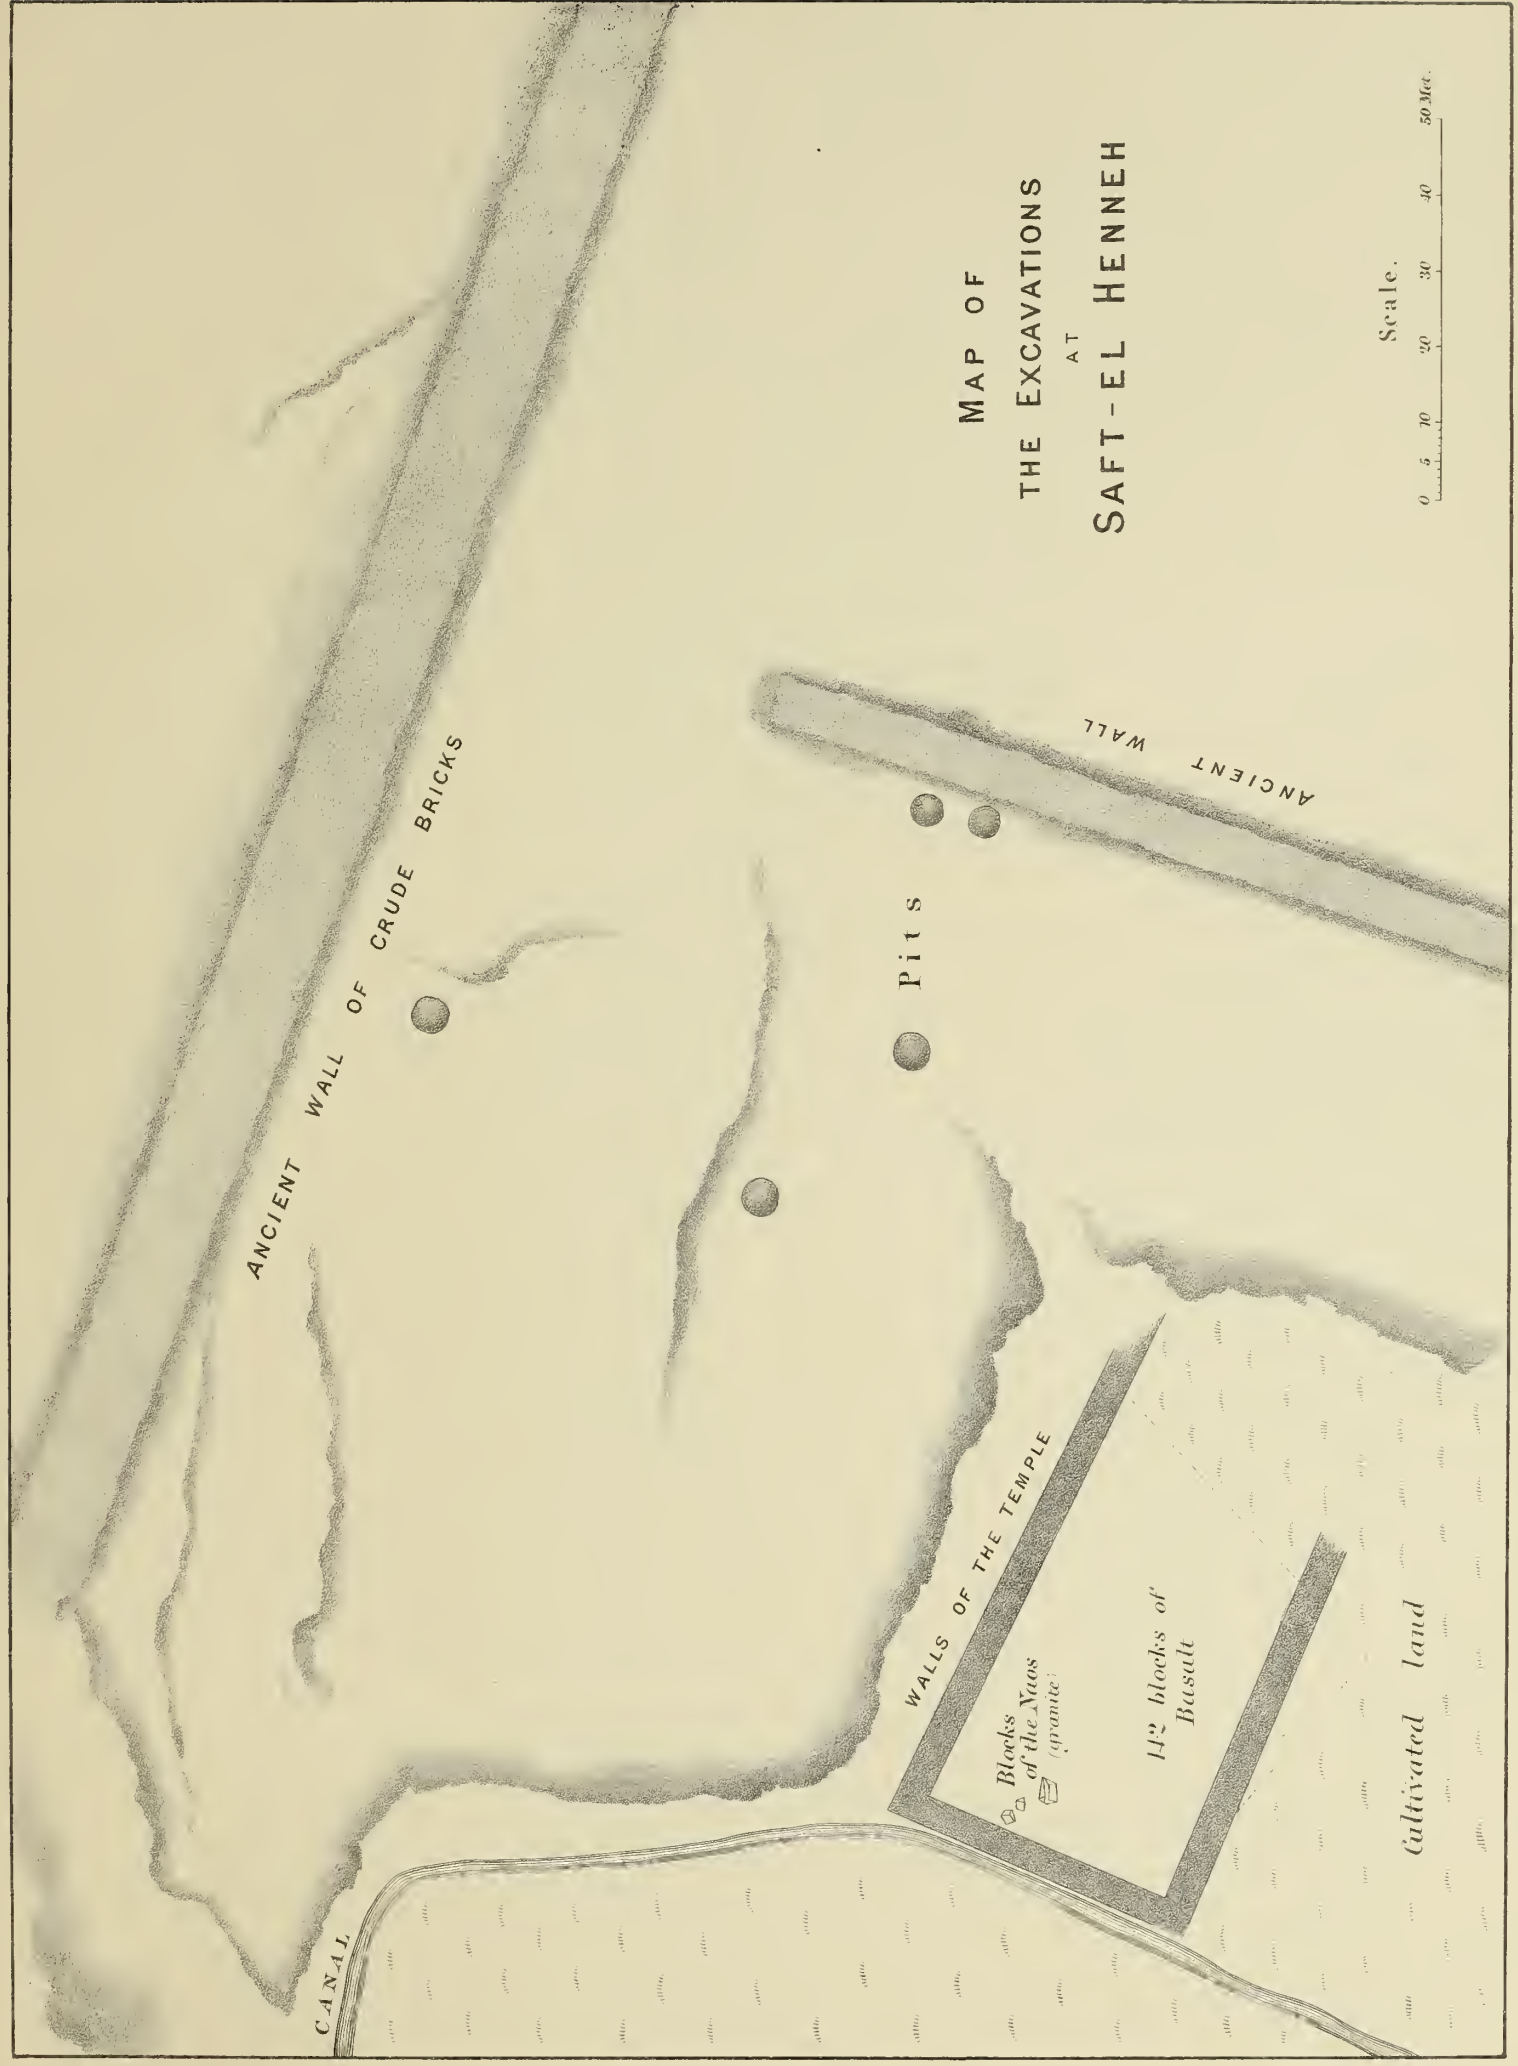 MAP OF
THE EXCAVATIONS
AT
SAFT-EL HENNEH
Scale.
0 5 10 20 30 40 50 Met.
ANCIENT WALL OF CRUDE BRICKS
ANCIENT WALL
Pits
WALLS OF THE TEMPLE
Blocks
of the Naos
(granite)
blocks of
Basalt
Cultivated land
CANAL